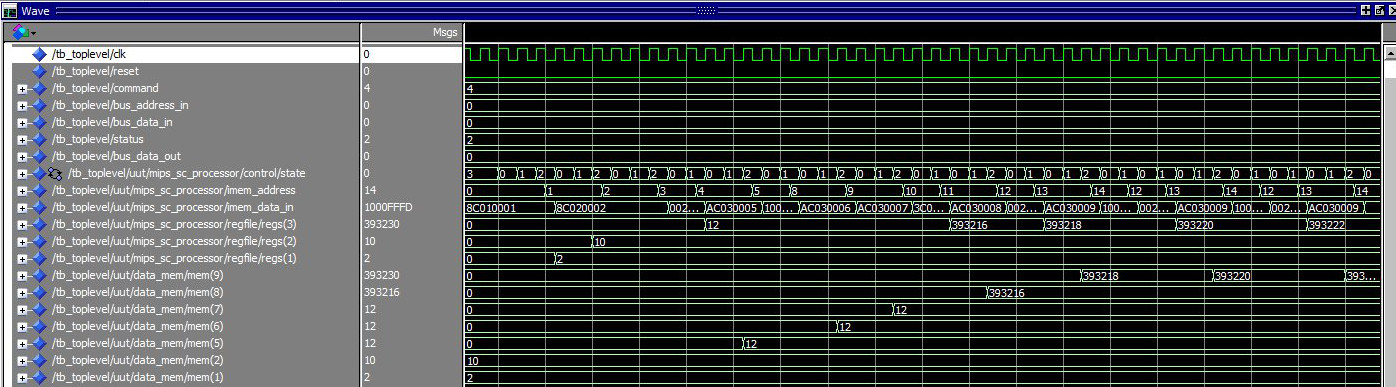 Wave
Msgs
/tb_toplevel/clk 0
/tb_toplevel/reset 0
/tb_toplevel/command 4 4
/tb_toplevel/bus_address_in 0 0
/tb_toplevel/bus_data_in 0 0
/tb_toplevel/status 2 2
/tb_toplevel/bus_data_out 0 0
/tb_toplevel/uut/mips_sc_processor/control/state 0 3 0 1 2 0 1 0 1 2 0 1 0 1 2 0 1 0 1 2 0 1 2 0 1 0 1 2 0 1 0 1 2 0 1 0 1 2 0 1 0 1 2 0
/tb_toplevel/uut/mips_sc_processor/imem_address 14 0 1 2 3 4 5 8 9 10 11 12 13 14 12 13 14 12 13 14
/tb_toplevel/uut/mips_sc_processor/imem_data_in 1000FFFD 8C010001 8C020002 002... AC030005 100... AC030006 AC030007 3C0... AC030008 002... AC030009 100... 002... AC030009 100... 002... AC030009
/tb_toplevel/uut/mips_sc_processor/regfile/regs(3) 393230 0 12 393216 393218 393220 393222
/tb_toplevel/uut/mips_sc_processor/regfile/regs(2) 10 0 10
/tb_toplevel/uut/mips_sc_processor/regfile/regs(1) 2 0 2
/tb_toplevel/uut/data_mem/mem(9) 393230 0 393218 393220 393...
/tb_toplevel/uut/data_mem/mem(8) 393216 0 393216
/tb_toplevel/uut/data_mem/mem(7) 12 0 12
/tb_toplevel/uut/data_mem/mem(6) 12 0 12
/tb_toplevel/uut/data_mem/mem(5) 12 0 12
/tb_toplevel/uut/data_mem/mem(2) 10 10
/tb_toplevel/uut/data_mem/mem(1) 2 2